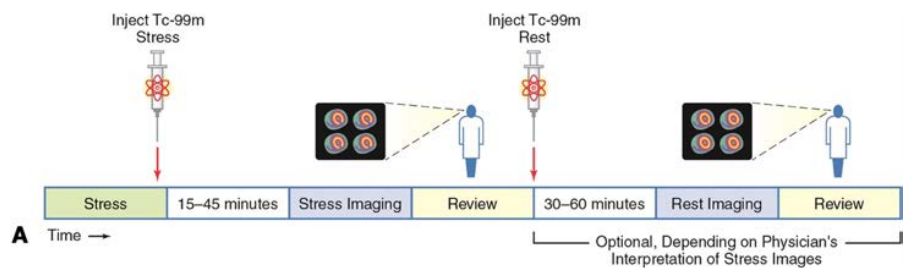 Inject Tc-99m
Stress
Inject Tc-99m
Rest
Stress
15–45 minutes
Stress Imaging
Review
30–60 minutes
Rest Imaging
Review
A
Time
Optional, Depending on Physician's
Interpretation of Stress Images